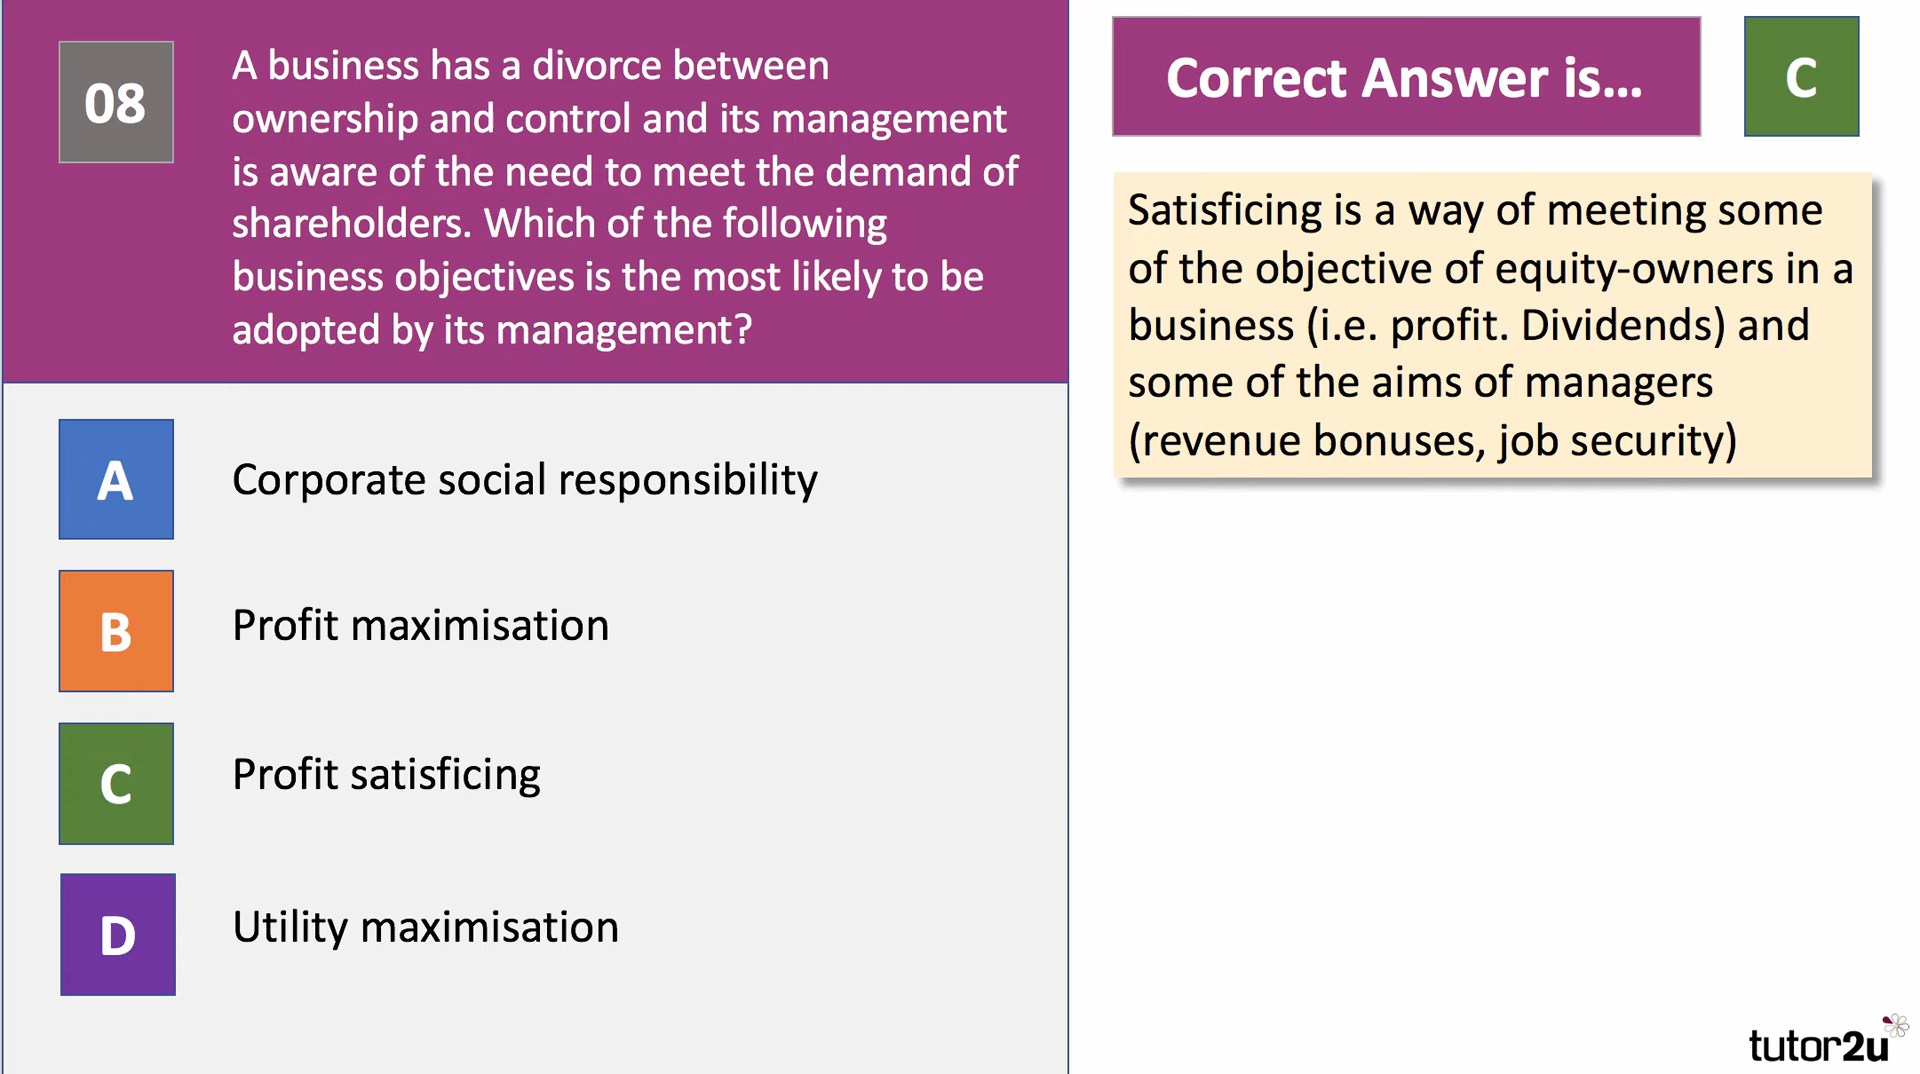 08
A business has a divorce between
ownership and control and its management
is aware of the need to meet the demand of
shareholders. Which of the following
business objectives is the most likely to be
adopted by its management?
A
Corporate social responsibility
B
Profit maximisation
C
Profit satisficing
D
Utility maximisation
Correct Answer is...
C
Satisficing is a way of meeting some
of the objective of equity-owners in a
business (i.e. profit. Dividends) and
some of the aims of managers
(revenue bonuses, job security)
tutor2u